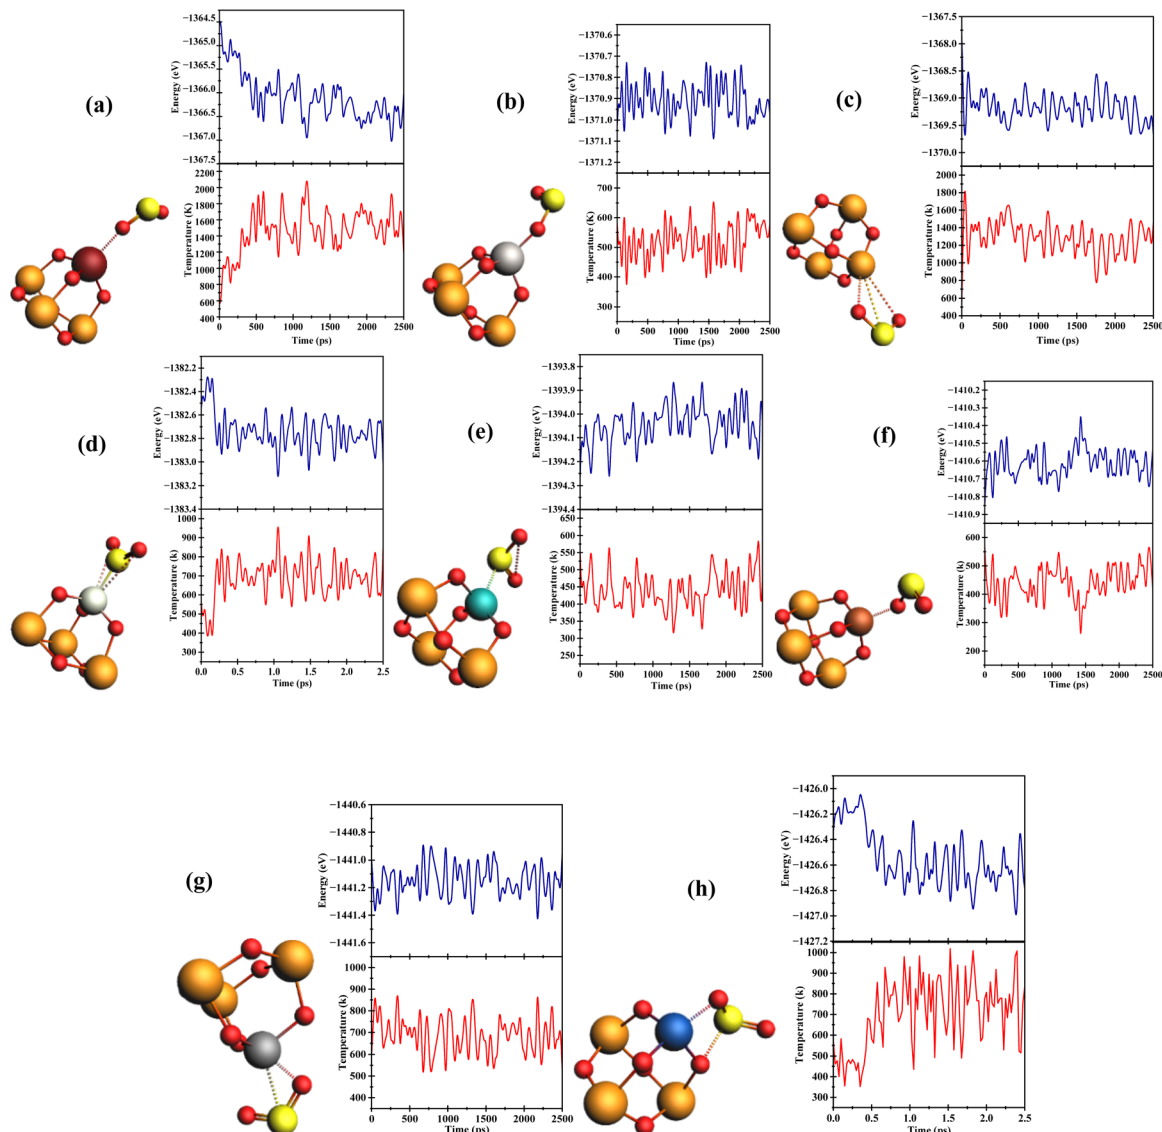 (a)
−1364.5
−1365.0
−1365.5
−1366.0
−1366.5
−1367.0
−1367.5
Energy (eV)
2200
2000
1800
1600
1400
1200
1000
800
600
400
Temperature (k)
0 500 1000 1500 2000 2500
Time (ps)
(b)
−1370.6
−1370.7
−1370.8
−1370.9
−1371.0
−1371.1
−1371.2
Energy (eV)
700
600
500
400
300
Temperature (k)
0 500 1000 1500 2000 2500
Time (ps)
(c)
−1367.5
−1368.0
−1368.5
−1369.0
−1369.5
−1370.0
Energy (eV)
2000
1800
1600
1400
1200
1000
800
600
400
Temperature (k)
0 500 1000 1500 2000 2500
Time (ps)
(d)
−1382.2
−1382.4
−1382.6
−1382.8
−1383.0
−1383.2
−1383.4
Energy (eV)
1000
900
800
700
600
500
400
300
Temperature (k)
0.0 0.5 1.0 1.5 2.0 2.5
Time (ps)
(e)
−1393.8
−1393.9
−1394.0
−1394.1
−1394.2
−1394.3
−1394.4
Energy (eV)
650
600
550
500
450
400
350
300
250
Temperature (k)
0 500 1000 1500 2000 2500
Time (ps)
(f)
−1410.2
−1410.3
−1410.4
−1410.5
−1410.6
−1410.7
−1410.8
−1410.9
Energy (eV)
600
500
400
300
200
Temperature (k)
0 500 1000 1500 2000 2500
Time (ps)
(g)
−1440.6
−1440.8
−1441.0
−1441.2
−1441.4
−1441.6
Energy (eV)
1000
900
800
700
600
500
400
Temperature (k)
0 500 1000 1500 2000 2500
Time (ps)
(h)
−1426.0
−1426.2
−1426.4
−1426.6
−1426.8
−1427.0
−1427.2
Energy (eV)
1000
900
800
700
600
500
400
300
Temperature (k)
0.0 0.5 1.0 1.5 2.0 2.5
Time (ps)